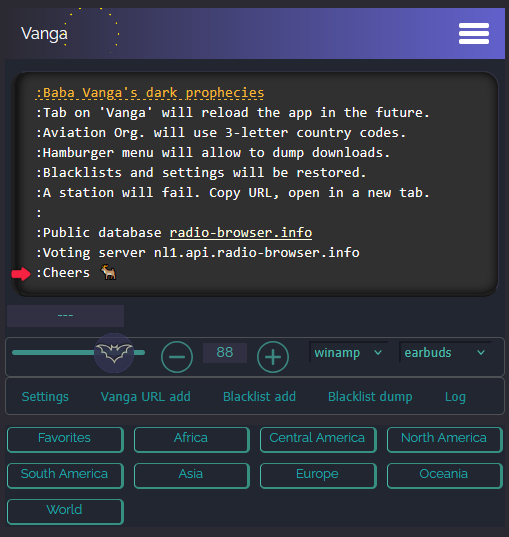 Vanga
:Baba Vanga's dark prophecies
:Tab on 'Vanga' will reload the app in the future.
:Aviation Org. will use 3-letter country codes.
:Hamburger menu will allow to dump downloads.
:Blacklists and settings will be restored.
:A station will fail. Copy URL, open in a new tab.
:
:Public database radio-browser.info
:Voting server nl1.api.radio-browser.info
:Cheers 🐐
---
88 winamp earbuds
Settings Vanga URL add Blacklist add Blacklist dump Log
Favorites Africa Central America North America
South America Asia Europe Oceania
World